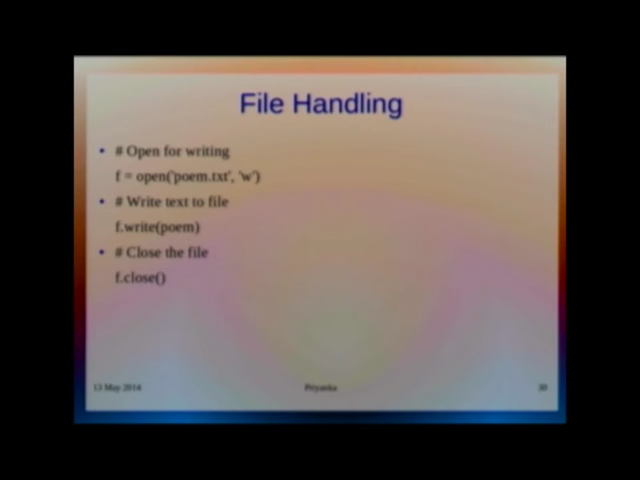 File Handling
• # Open for writing
f = open('poem.txt', 'w')
• # Write text to file
f.write(poem)
• # Close the file
f.close()
13 May 2014 Priyanka 30